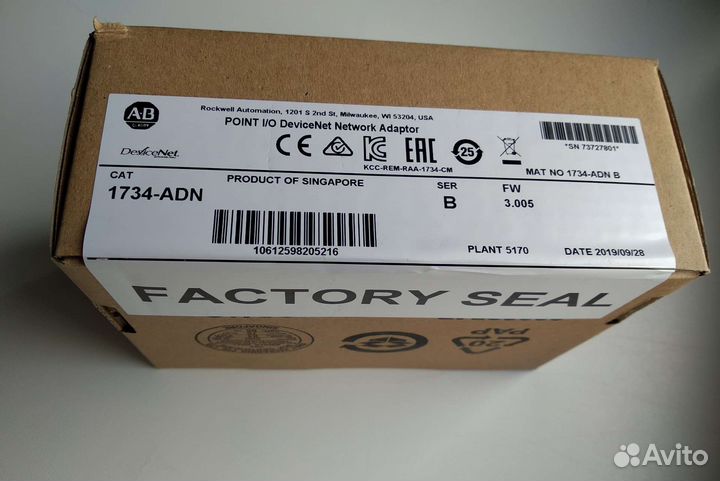 Rockwell Automation, 1201 S 2nd St, Milwaukee, WI 53204, USA
POINT I/O DeviceNet Network Adaptor
AB
DeviceNet
CE
EAC
25
KCC-REM-RAA-1734-CM
*SN 73727801*
MAT NO 1734-ADN B
CAT
1734-ADN
PRODUCT OF SINGAPORE
SER
B
FW
3.005
10612598205216
PLANT 5170
DATE 2019/09/28
FACTORY SEAL
20
PAP
Avito